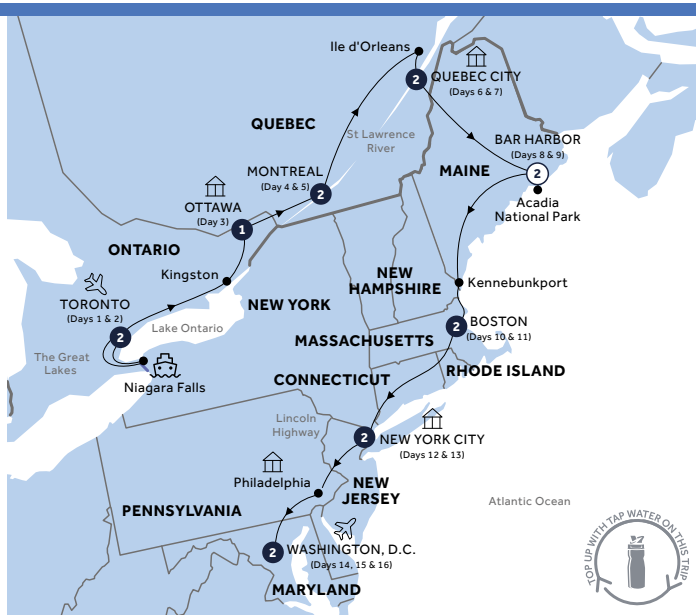 Ile d'Orleans
2
QUEBEC CITY
(Days 6 & 7)
QUEBEC
St Lawrence
River
BAR HARBOR
(Days 8 & 9)
2
MAINE
Acadia
National Park
MONTREAL
(Day 4 & 5)
2
OTTAWA
(Day 3)
1
ONTARIO
Kingston
TORONTO
(Days 1 & 2)
2
Lake Ontario
The Great
Lakes
Niagara Falls
NEW YORK
NEW
HAMPSHIRE
Kennebunkport
2
BOSTON
(Days 10 & 11)
MASSACHUSETTS
RHODE ISLAND
CONNECTICUT
Lincoln
Highway
2
NEW YORK CITY
(Days 12 & 13)
Philadelphia
NEW
JERSEY
PENNSYLVANIA
Atlantic Ocean
2
WASHINGTON, D.C.
(Days 14, 15 & 16)
MARYLAND
TOP UP WITH TAP WATER ON THIS TRIP